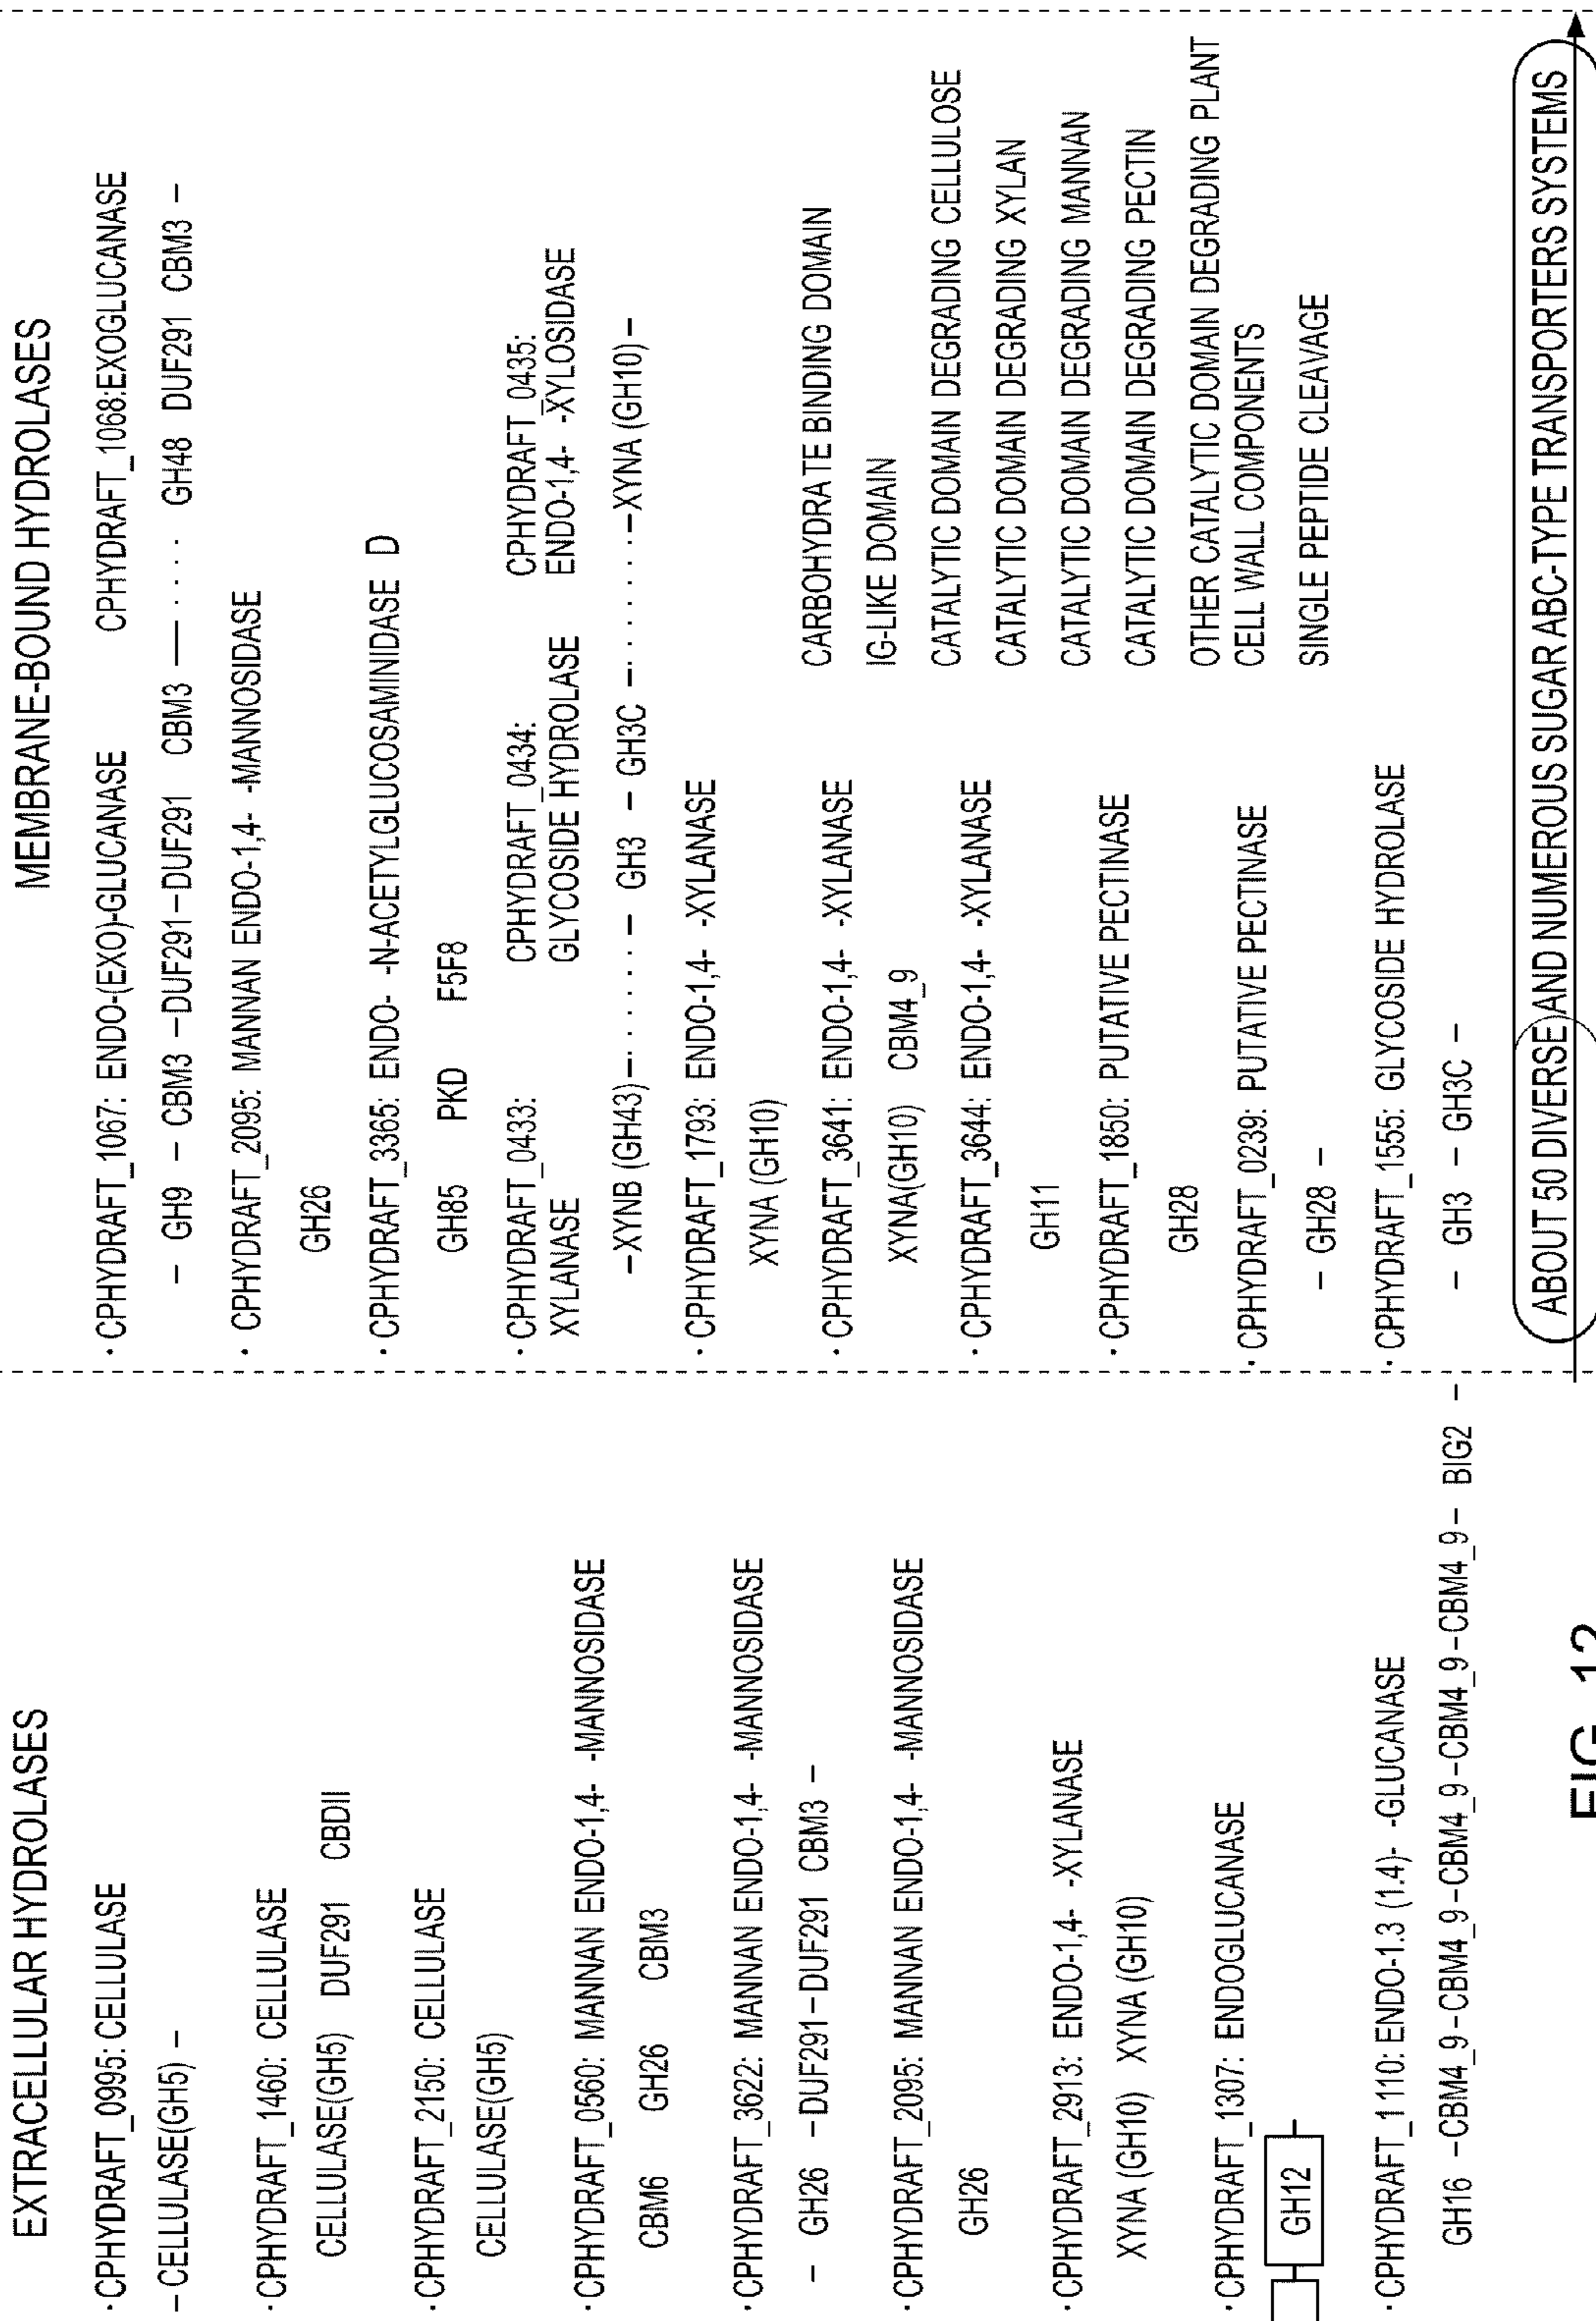 EXTRACELLULAR HYDROLASES
· CPHYDRAFT_0995: CELLULASE
– CELLULASE(GH5) –
· CPHYDRAFT_1460: CELLULASE
CELLULASE(GH5) DUF291 CBDII
· CPHYDRAFT_2150: CELLULASE
CELLULASE(GH5)
· CPHYDRAFT_0560: MANNAN ENDO-1,4- -MANNOSIDASE
CBM6 GH26 CBM3
· CPHYDRAFT_3622: MANNAN ENDO-1,4- -MANNOSIDASE
– GH26 –DUF291–DUF291 CBM3 –
· CPHYDRAFT_2095: MANNAN ENDO-1,4- -MANNOSIDASE
GH26
· CPHYDRAFT_2913: ENDO-1,4- -XYLANASE
XYNA (GH10) XYNA (GH10)
· CPHYDRAFT_1307: ENDOGLUCANASE
GH12
· CPHYDRAFT_1110: ENDO-1.3 (1.4)- -GLUCANASE
GH16 –CBM4_9–CBM4_9–CBM4_9–CBM4_9–CBM4_9– BIG2 –
MEMBRANE-BOUND HYDROLASES
· CPHYDRAFT_1067: ENDO-(EXO)-GLUCANASE CPHYDRAFT_1068:EXOGLUCANASE
– GH9 – CBM3 –DUF291–DUF291 CBM3 —····· GH48 DUF291 CBM3 –
· CPHYDRAFT_2095: MANNAN ENDO-1,4- -MANNOSIDASE
GH26
· CPHYDRAFT_3365: ENDO- -N-ACETYLGLUCOSAMINIDASE D
GH85 PKD F5F8
· CPHYDRAFT_0433: CPHYDRAFT_0434: CPHYDRAFT_0435:
XYLANASE GLYCOSIDE HYDROLASE ENDO-1,4- -XYLOSIDASE
–XYNB (GH43)–······– GH3 – GH3C –······–XYNA (GH10)–
· CPHYDRAFT_1793: ENDO-1,4- -XYLANASE
XYNA (GH10)
· CPHYDRAFT_3641: ENDO-1,4- -XYLANASE
XYNA(GH10) CBM4_9
· CPHYDRAFT_3644: ENDO-1,4- -XYLANASE
GH11
· CPHYDRAFT_1850: PUTATIVE PECTINASE
GH28
· CPHYDRAFT_0239: PUTATIVE PECTINASE
– GH28 –
· CPHYDRAFT_1555: GLYCOSIDE HYDROLASE
– GH3 – GH3C –
CARBOHYDRA TE BINDING DOMAIN
IG-LIKE DOMAIN
CATALYTIC DOMAIN DEGRADING CELLULOSE
CATALYTIC DOMAIN DEGRADING XYLAN
CATALYTIC DOMAIN DEGRADING MANNAN
CATALYTIC DOMAIN DEGRADING PECTIN
OTHER CATALYTIC DOMAIN DEGRADING PLANT
CELL WALL COMPONENTS
SINGLE PEPTIDE CLEAVAGE
ABOUT 50 DIVERSE AND NUMEROUS SUGAR ABC-TYPE TRANSPORTERS SYSTEMS
FIG. 12